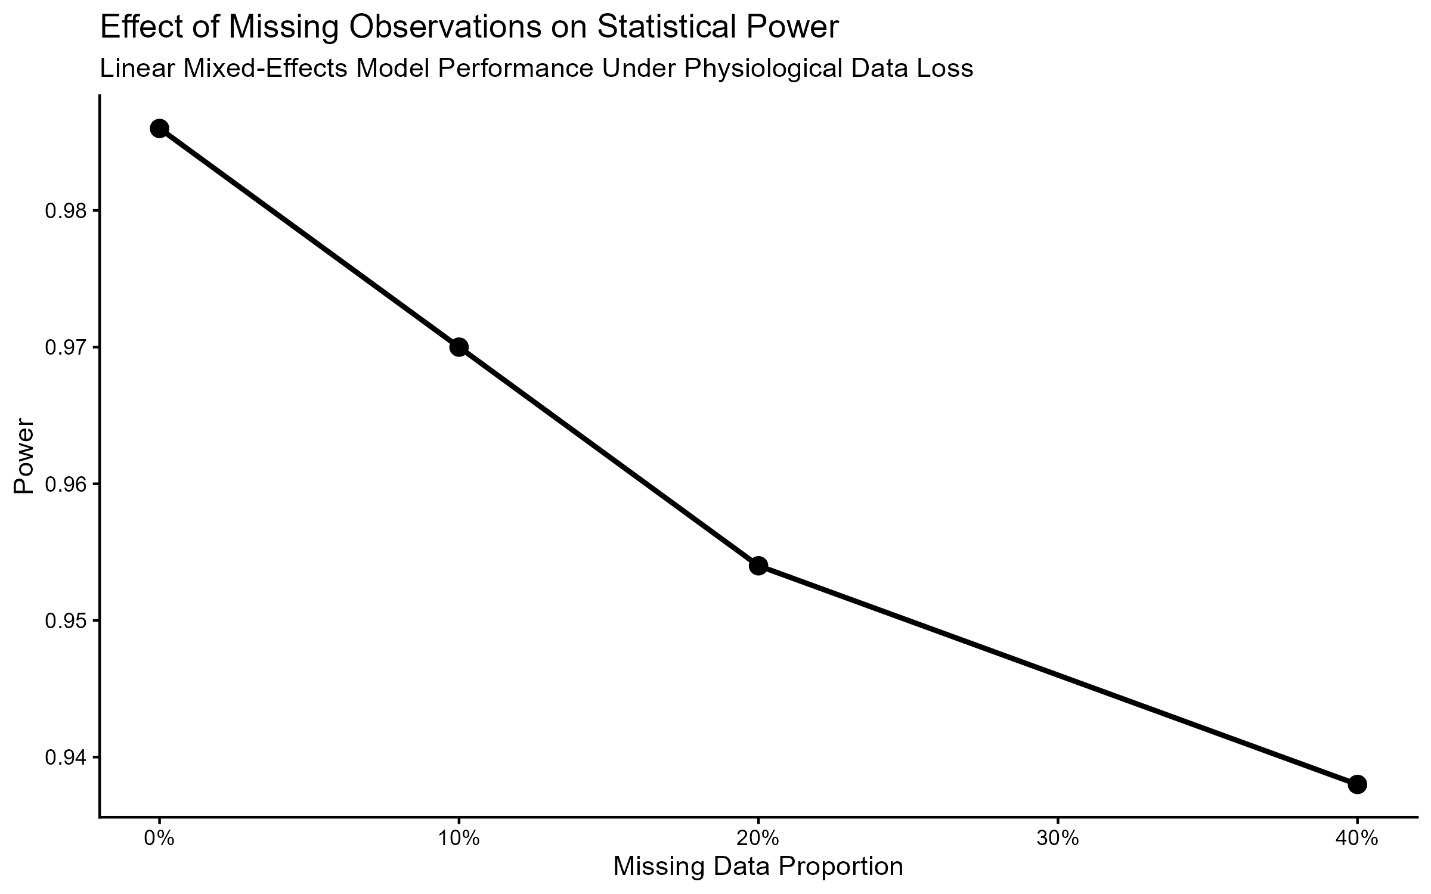 Effect of Missing Observations on Statistical Power
Linear Mixed-Effects Model Performance Under Physiological Data Loss
Power
0.98
0.97
0.96
0.95
0.94
0% 10% 20% 30% 40%
Missing Data Proportion